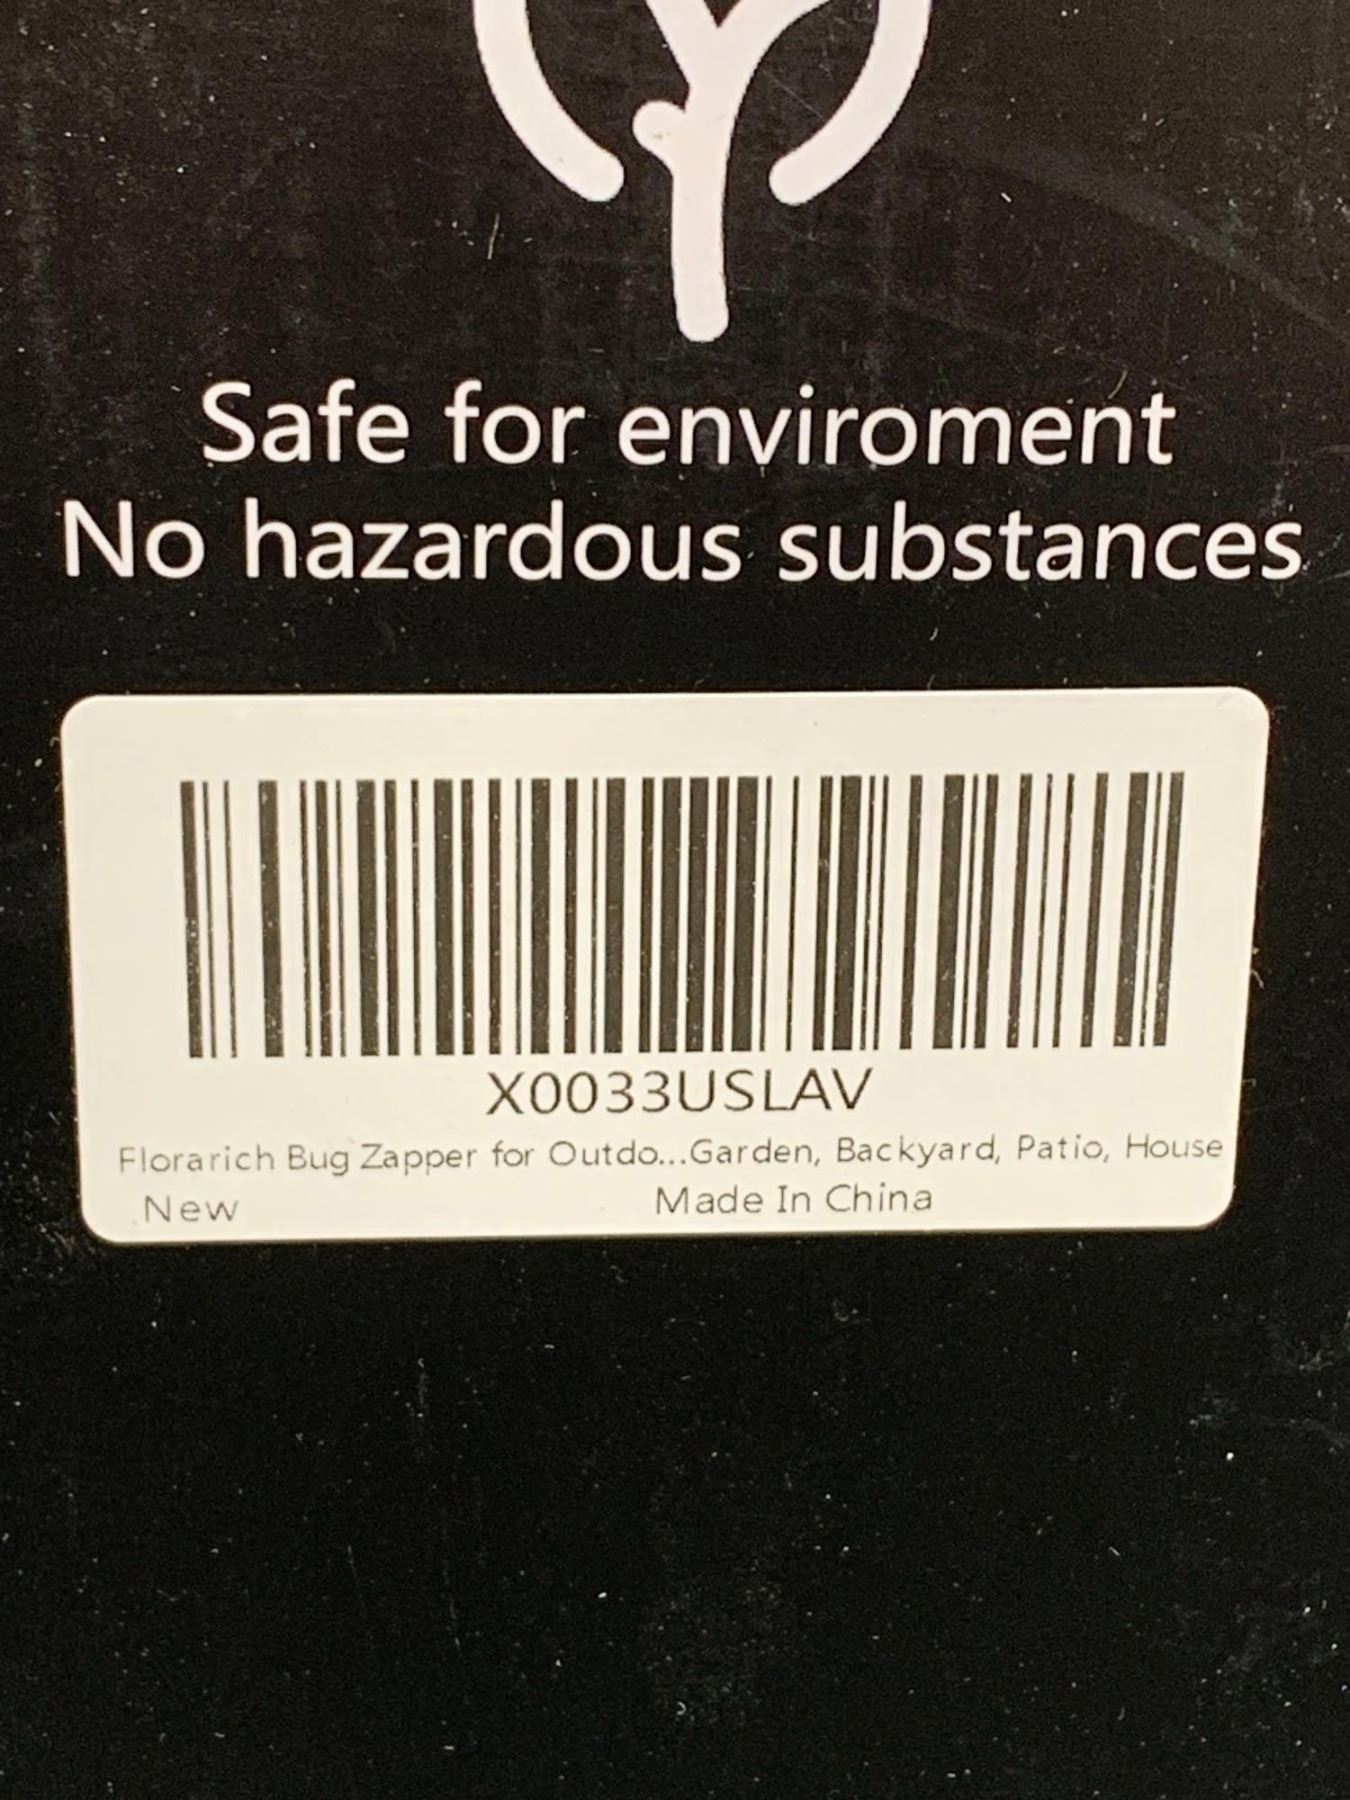 Safe for enviroment
No hazardous substances
X0033USLAV
Florarich Bug Zapper for Outdo...Garden, Backyard, Patio, House
New Made In China